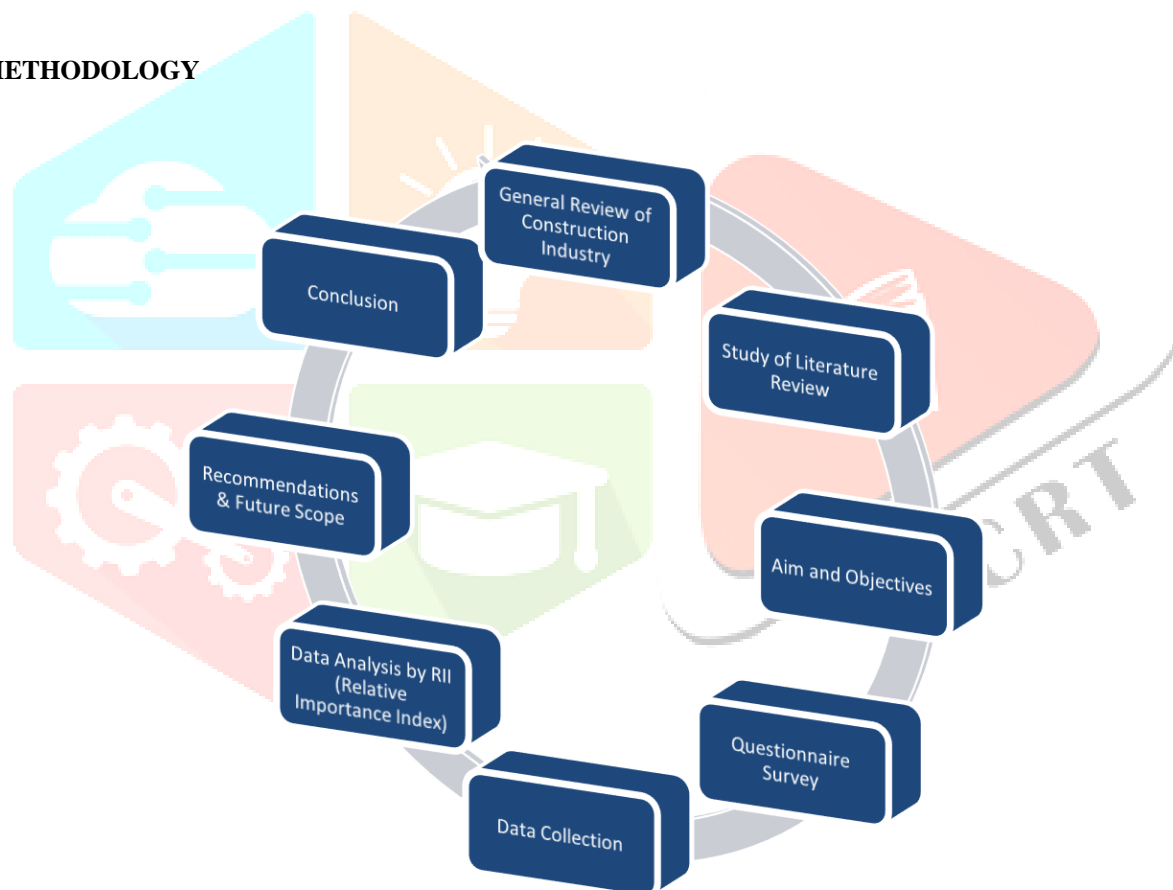 METHODOLOGY
General Review of
Construction
Industry
Study of Literature
Review
Aim and Objectives
Questionnaire
Survey
Data Collection
Data Analysis by RII
(Relative
Importance Index)
Recommendations
& Future Scope
Conclusion
CRT